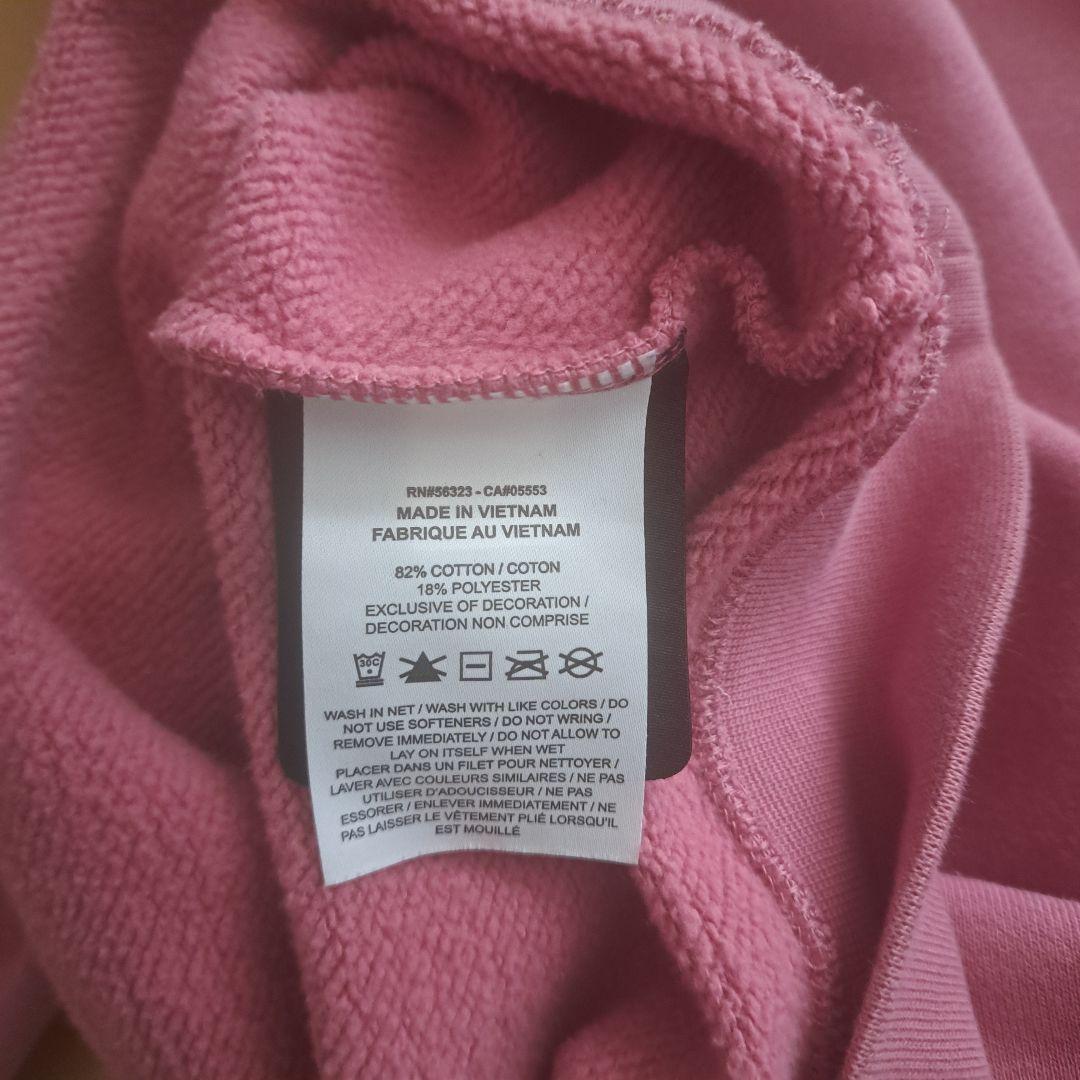 RN#56323 - CA#05553
MADE IN VIETNAM
FABRIQUE AU VIETNAM
82% COTTON / COTON
18% POLYESTER
EXCLUSIVE OF DECORATION /
DECORATION NON COMPRISE
30C
WASH IN NET / WASH WITH LIKE COLORS / DO
NOT USE SOFTENERS / DO NOT WRING /
REMOVE IMMEDIATELY / DO NOT ALLOW TO
LAY ON ITSELF WHEN WET
PLACER DANS UN FILET POUR NETTOYER /
LAVER AVEC COULEURS SIMILAIRES / NE PAS
UTILISER D'ADOUCISSEUR / NE PAS
ESSORER / ENLEVER IMMEDIATEMENT / NE
PAS LAISSER LE VÊTEMENT PLIÉ LORSQU'IL
EST MOUILLÉ